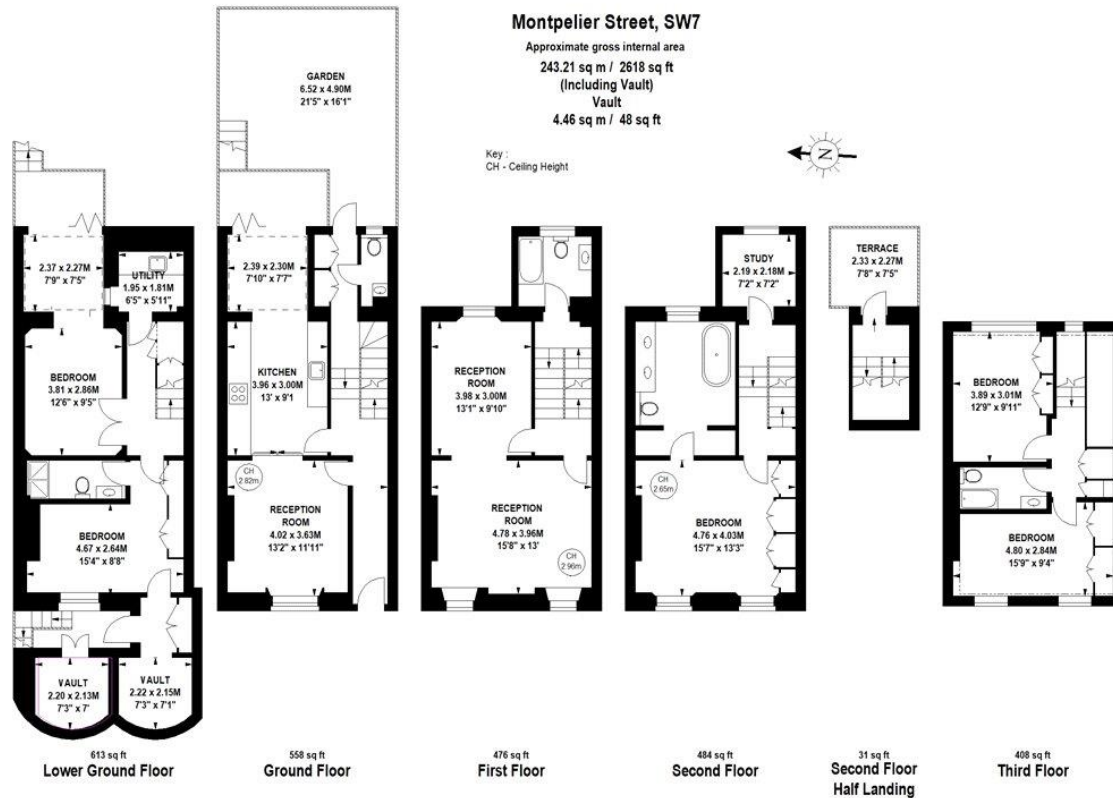 Montpelier Street, SW7
Approximate gross internal area
243.21 sq m / 2618 sq ft
(Including Vault)
Vault
4.46 sq m / 48 sq ft
Key :
CH - Ceiling Height
N
2.37 x 2.27M
7'9" x 7'5"
UTILITY
1.95 x 1.81M
6'5" x 5'11"
BEDROOM
3.81 x 2.86M
12'6" x 9'5"
BEDROOM
4.67 x 2.64M
15'4" x 8'8"
VAULT
2.20 x 2.13M
7'3" x 7'
VAULT
2.22 x 2.15M
7'3" x 7'1"
613 sq ft
Lower Ground Floor
GARDEN
6.52 x 4.90M
21'5" x 16'1"
2.39 x 2.30M
7'10" x 7'7"
KITCHEN
3.96 x 3.00M
13' x 9'1
CH
2.82m
RECEPTION
ROOM
4.02 x 3.63M
13'2" x 11'11"
558 sq ft
Ground Floor
RECEPTION
ROOM
3.98 x 3.00M
13'1" x 9'10"
RECEPTION
ROOM
4.78 x 3.96M
15'8" x 13'
CH
2.96m
476 sq ft
First Floor
STUDY
2.19 x 2.18M
7'2" x 7'2"
CH
2.65m
BEDROOM
4.76 x 4.03M
15'7" x 13'3"
484 sq ft
Second Floor
TERRACE
2.33 x 2.27M
7'8" x 7'5"
31 sq ft
Second Floor
Half Landing
BEDROOM
3.89 x 3.01M
12'9" x 9'11"
BEDROOM
4.80 x 2.84M
15'9" x 9'4"
408 sq ft
Third Floor